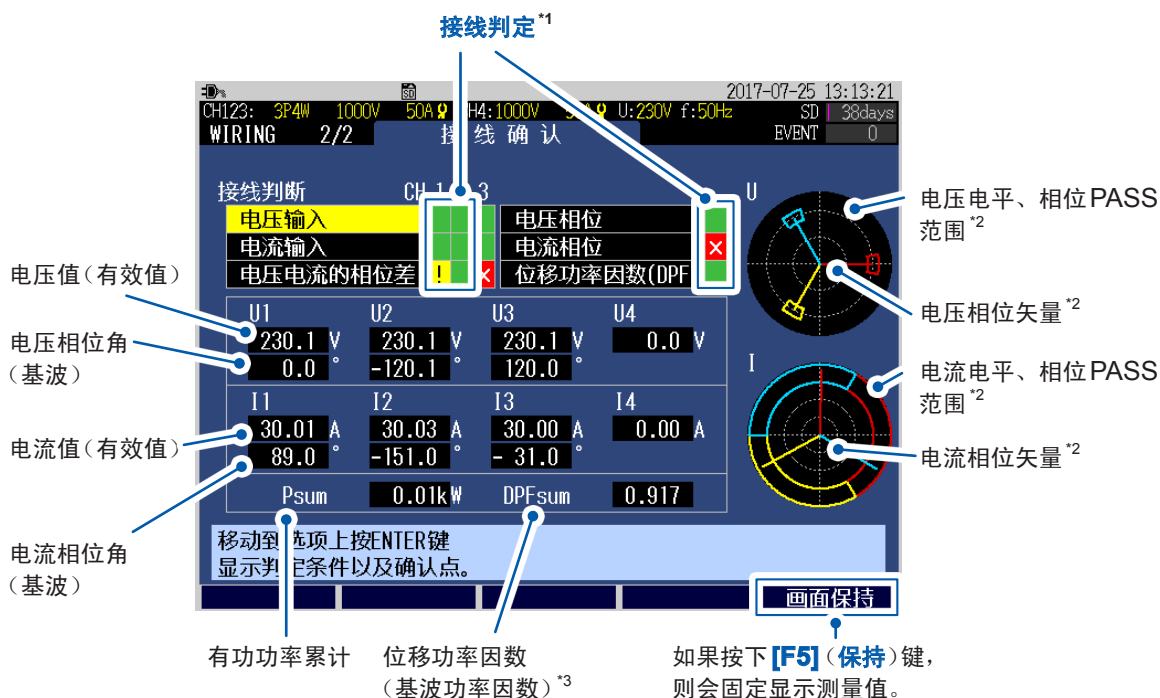 接线判定*1
SD
2017-07-25 13:13:21
CH123: 3P4W 1000V 50A H4:1000V U:230V f:50Hz SD 38days
WIRING 2/2 接线确认 EVENT 0
接线判断 CH 1 3
电压输入 电压相位
电流输入 电流相位 ×
电压电流的相位差 ! × 位移功率因数(DPF
U
电压电平、相位PASS
范围*2
电压相位矢量*2
电压值(有效值)
电压相位角
(基波)
U1 U2 U3 U4
230.1 V 230.1 V 230.1 V 0.0 V
0.0 ° -120.1 ° 120.0 °
I
电流电平、相位PASS
范围*2
电流相位矢量*2
电流值(有效值)
电流相位角
(基波)
I1 I2 I3 I4
30.01 A 30.03 A 30.00 A 0.00 A
89.0 ° -151.0 ° - 31.0 °
Psum 0.01kW DPFsum 0.917
移动到选项上按ENTER键
显示判定条件以及确认点。
画面保持
有功功率累计
位移功率因数
(基波功率因数)*3
如果按下[F5](保持)键,
则会固定显示测量值。